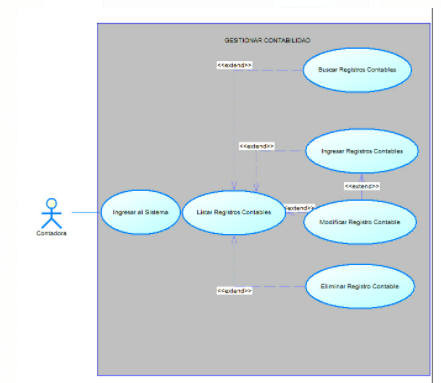 GESTIONAR CONTABILIDAD
<<extend>>
Buscar Registros Contables
<<extend>>
Ingresar Registros Contables
<<extend>>
Ingresar al Sistema
Listar Registros Contables
<<extend>>
Modificar Registro Contable
Contadora
Eliminar Registro Contable
<<extend>>